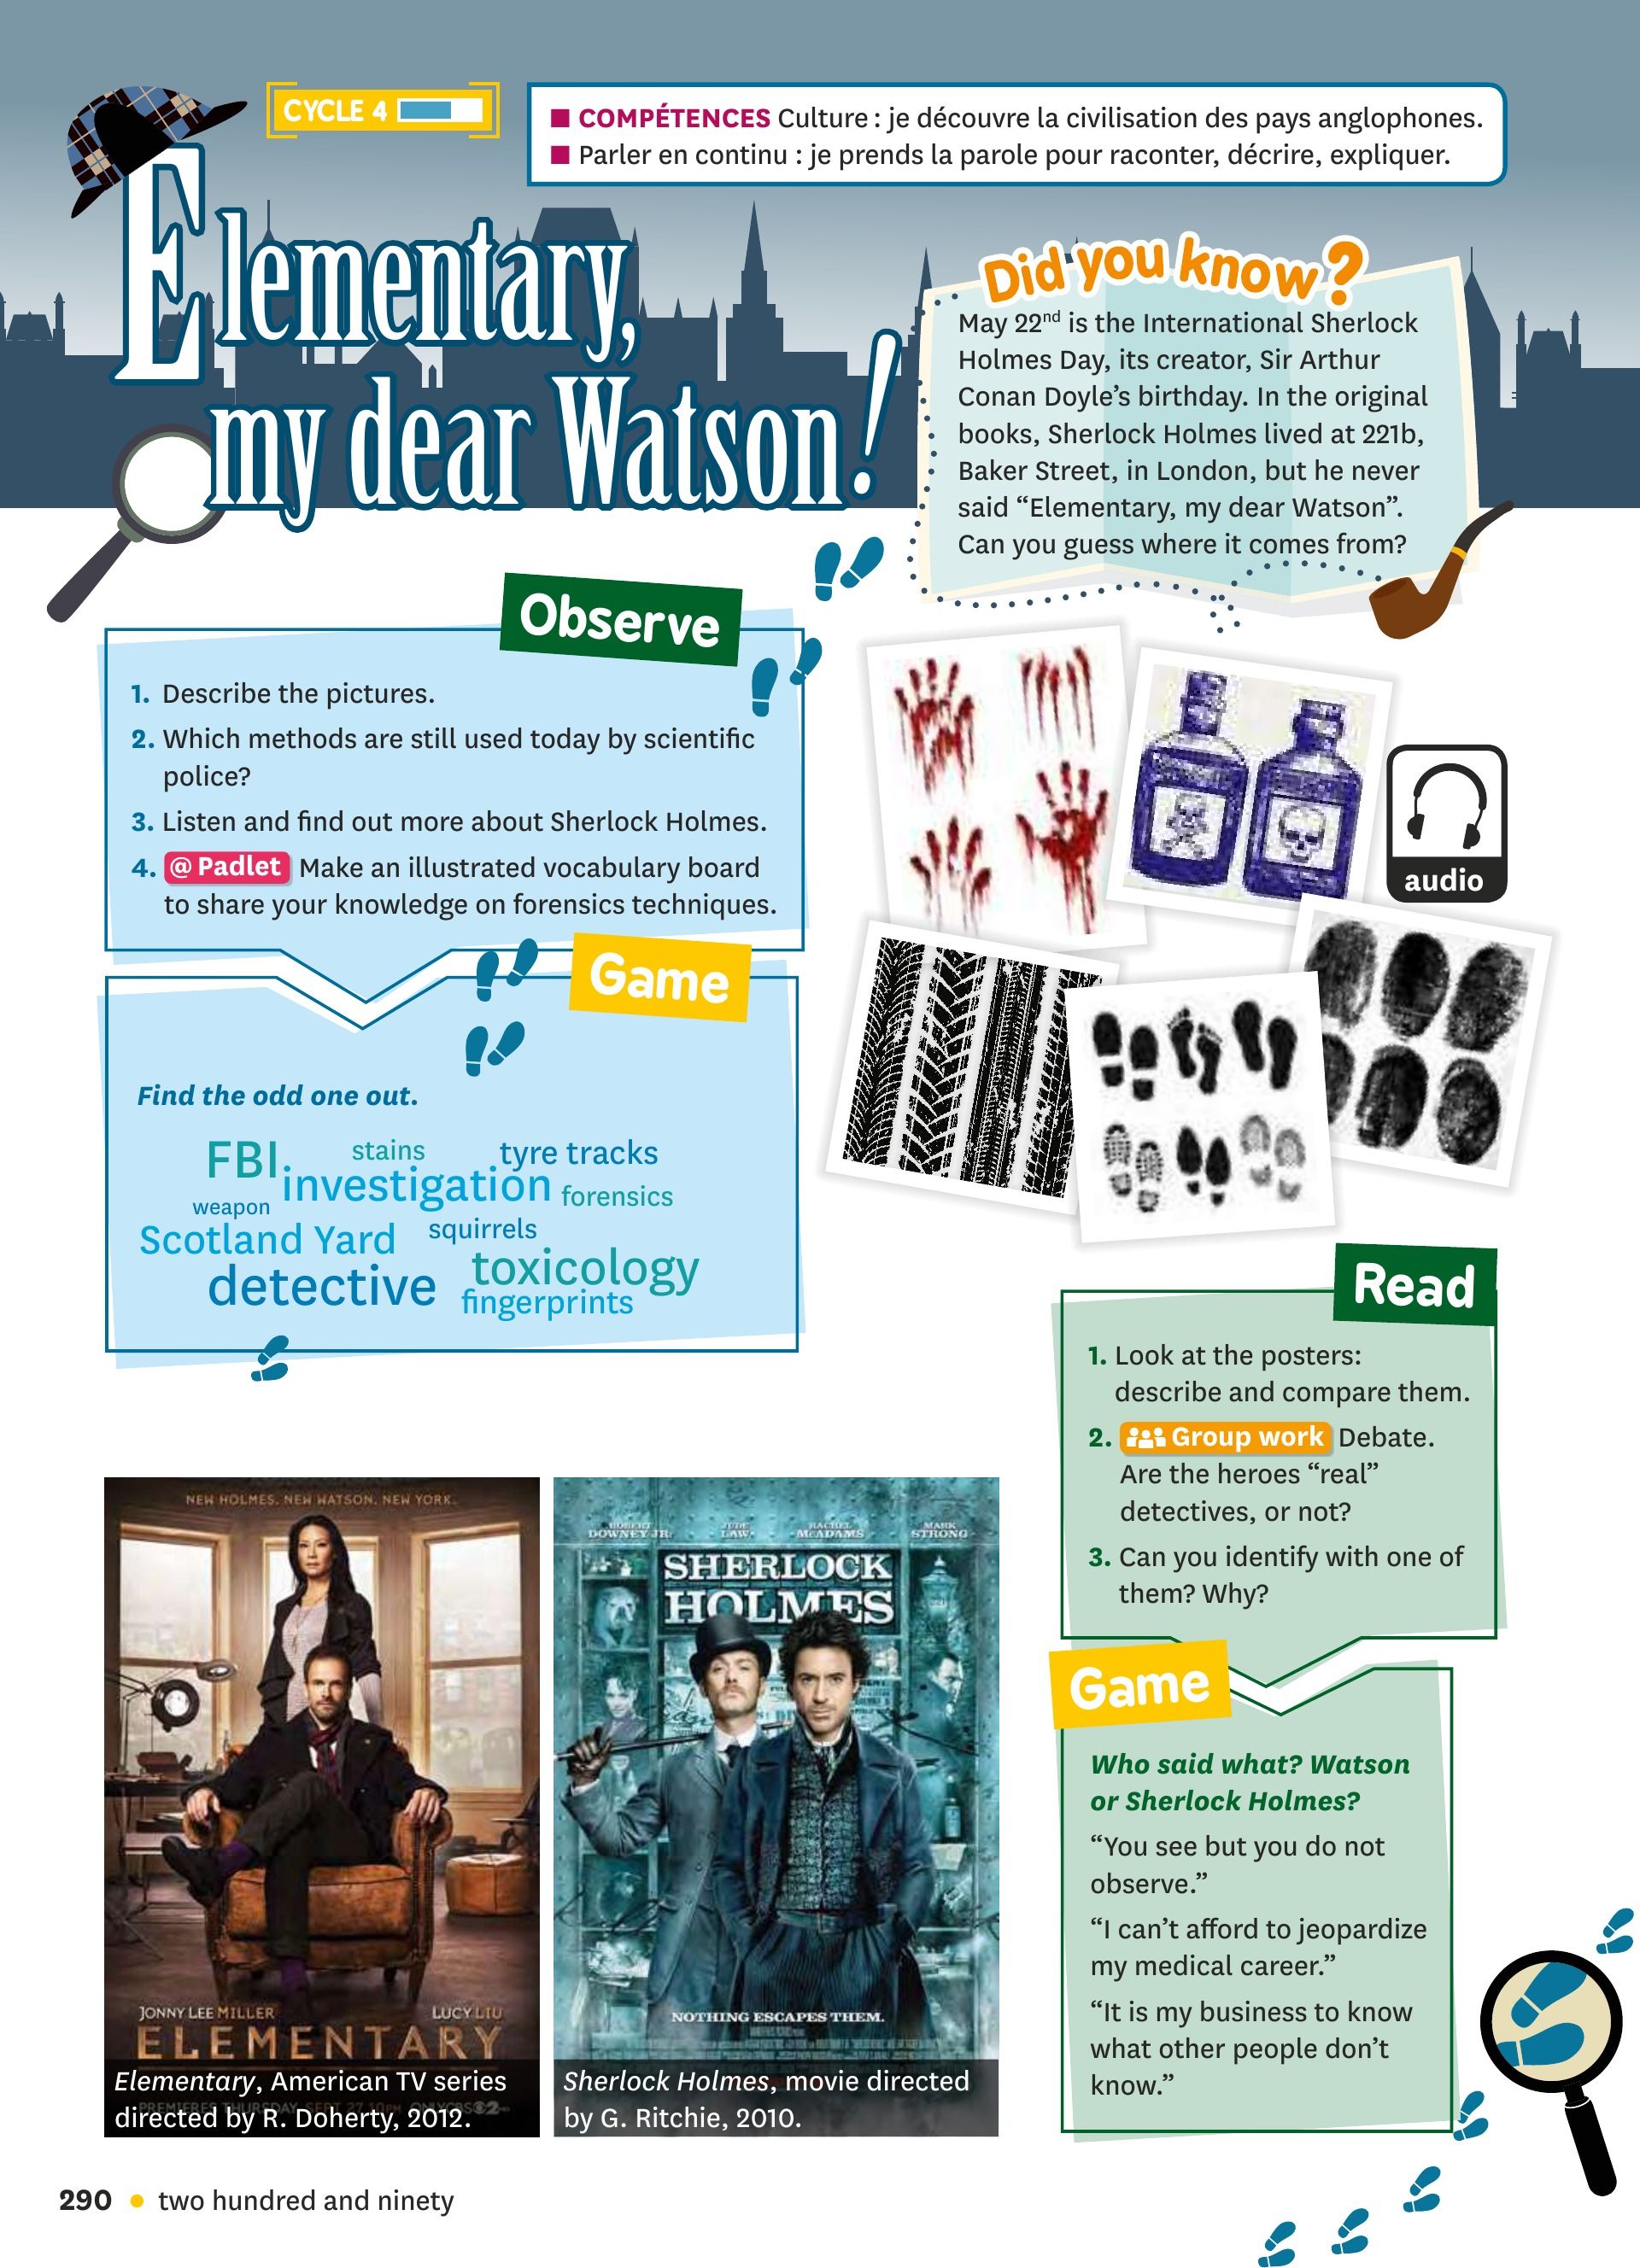 CYCLE 4
■ COMPÉTENCES Culture : je découvre la civilisation des pays anglophones.
■ Parler en continu : je prends la parole pour raconter, décrire, expliquer.
Elementary,
my dear Watson!
Did you know?
May 22nd is the International Sherlock
Holmes Day, its creator, Sir Arthur
Conan Doyle’s birthday. In the original
books, Sherlock Holmes lived at 221b,
Baker Street, in London, but he never
said “Elementary, my dear Watson”.
Can you guess where it comes from?
Observe
1. Describe the pictures.
2. Which methods are still used today by scientific
police?
3. Listen and find out more about Sherlock Holmes.
4. @ Padlet Make an illustrated vocabulary board
to share your knowledge on forensics techniques.
audio
Game
Find the odd one out.
FBI
stains
tyre tracks
investigation
forensics
weapon
Scotland Yard
squirrels
toxicology
detective
fingerprints
Read
1. Look at the posters:
describe and compare them.
2. Group work Debate.
Are the heroes “real”
detectives, or not?
3. Can you identify with one of
them? Why?
NEW HOLMES. NEW WATSON. NEW YORK.
JONNY LEE MILLER LUCY LIU
ELEMENTARY
PREMIERES THURSDAY SEPT 27 10PM ONLY CBS 2
Elementary, American TV series
directed by R. Doherty, 2012.
ROBERT DOWNEY JR. JUDE LAW RACHEL McADAMS MARK STRONG
SHERLOCK
HOLMES
NOTHING ESCAPES THEM.
Sherlock Holmes, movie directed
by G. Ritchie, 2010.
Game
Who said what? Watson
or Sherlock Holmes?
“You see but you do not
observe.”
“I can’t afford to jeopardize
my medical career.”
“It is my business to know
what other people don’t
know.”
290 • two hundred and ninety